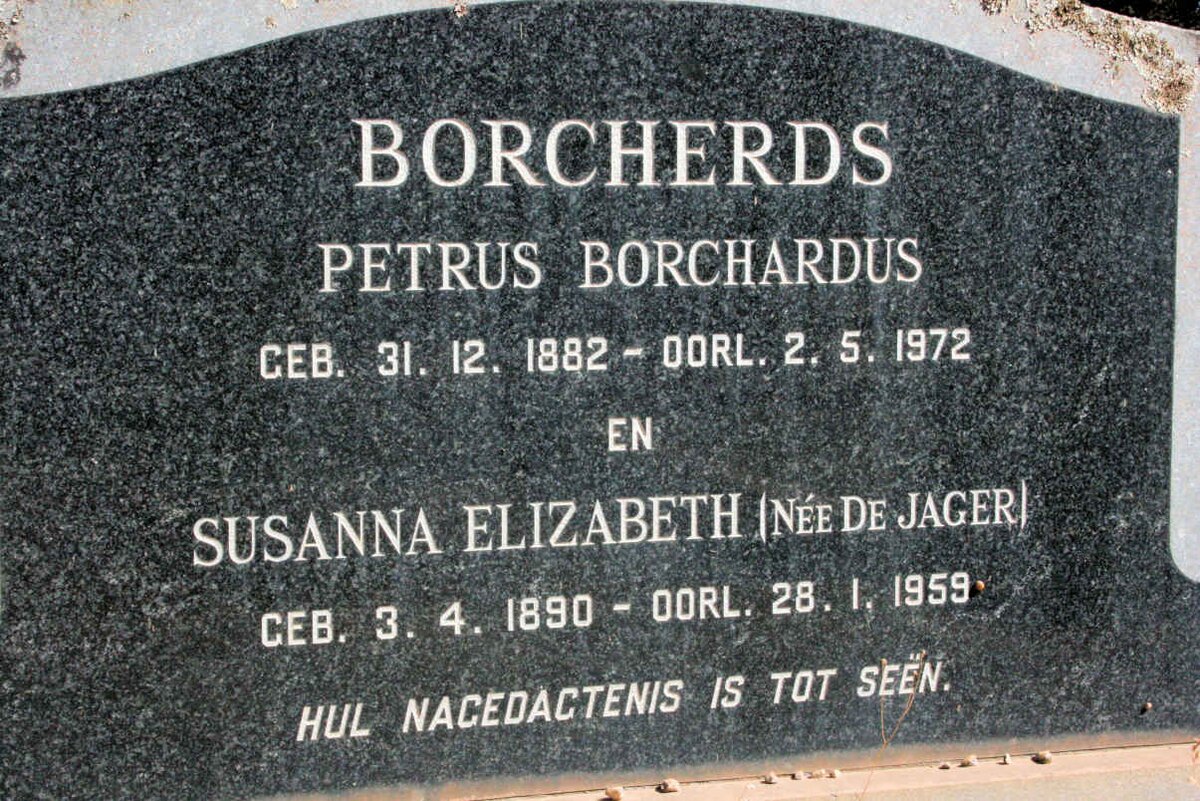 BORCHERDS
PETRUS BORCHARDUS
GEB. 31. 12. 1882 - OORL. 2. 5. 1972
EN
SUSANNA ELIZABETH (NÉE DE JAGER)
GEB. 3. 4. 1890 - OORL. 28. 1. 1959
HUL NAGEDACTENIS IS TOT SEËN.